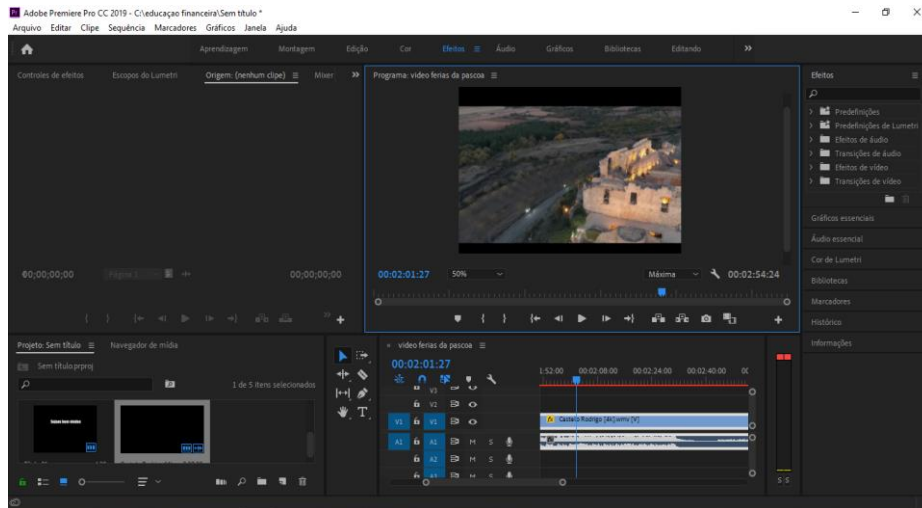 Adobe Premiere Pro CC 2019 - C:\educaçao financeira\Sem título *
Arquivo Editar Clipe Sequência Marcadores Gráficos Janela Ajuda
Aprendizagem Montagem Edição Cor Efeitos Áudio Gráficos Bibliotecas Editando
Controles de efeitos Escopos do Lumetri Origem: (nenhum clipe) Mixer
Programa: video ferias da pascoa
Efeitos
Predefinições
Predefinições de Lumetri
Efeitos de áudio
Transições de áudio
Efeitos de vídeo
Transições de vídeo
Gráficos essenciais
Áudio essencial
Cor de Lumetri
Bibliotecas
Marcadores
Histórico
Informações
00;00;00;00 Página 1 00;00;00;00
00:02:01:27 50% Máxima 00:02:54:24
Projeto: Sem título Navegador de mídia
Sem título.prproj
1 de 5 itens selecionados
video ferias da pascoa
00:02:01:27
1:52:00 00:02:08:00 00:02:24:00 00:02:40:00
V3
V2
V1 V1 Castelo Rodrigo [4k].wmv [V]
A1 A1 M S
A2 M S
A3 M S
S S